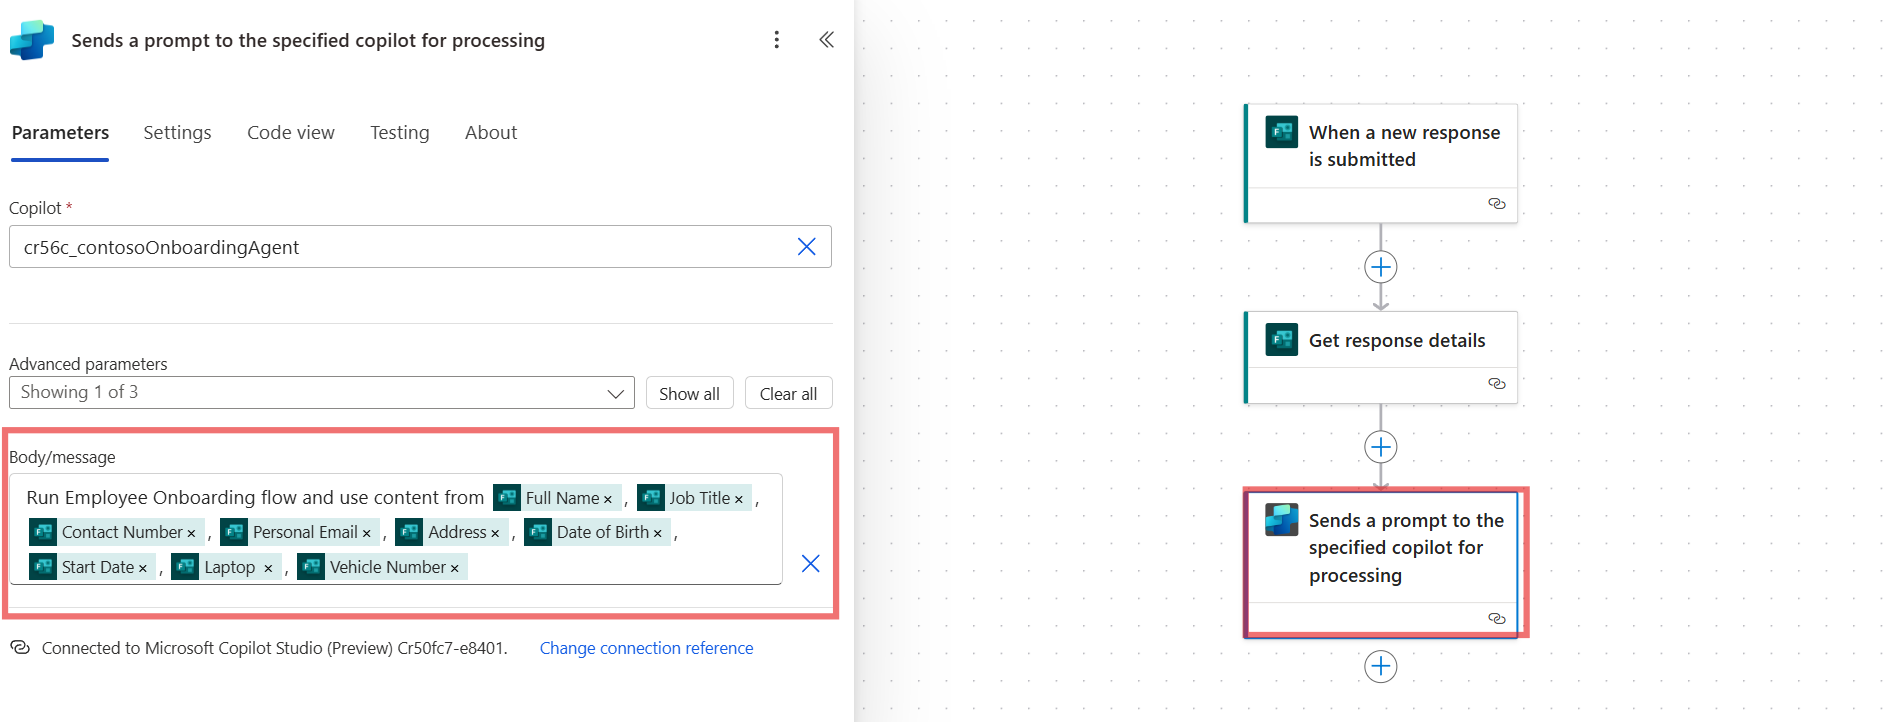 Sends a prompt to the specified copilot for processing
Parameters
Settings
Code view
Testing
About
Copilot *
cr56c_contosoOnboardingAgent
Advanced parameters
Showing 1 of 3
Show all
Clear all
Body/message
Run Employee Onboarding flow and use content from Full Name × , Job Title × ,
Contact Number × , Personal Email × , Address × , Date of Birth × ,
Start Date × , Laptop × , Vehicle Number ×
Connected to Microsoft Copilot Studio (Preview) Cr50fc7-e8401. Change connection reference
When a new response
is submitted
Get response details
Sends a prompt to the
specified copilot for
processing